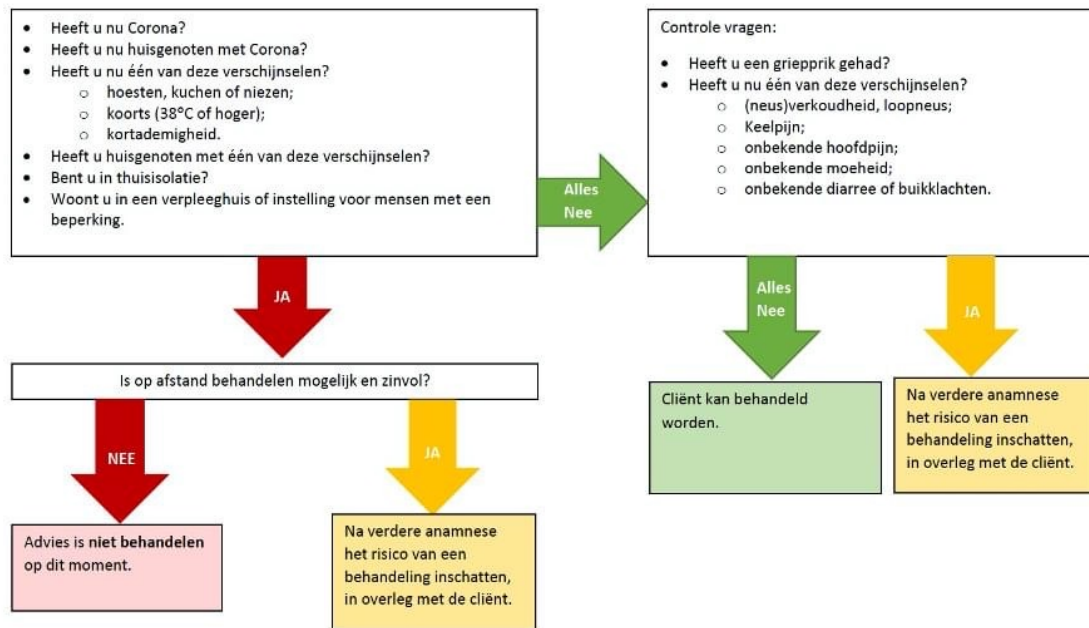 • Heeft u nu Corona?
• Heeft u nu huisgenoten met Corona?
• Heeft u nu één van deze verschijnselen?
o hoesten, kuchen of niezen;
o koorts (38°C of hoger);
o kortademigheid.
• Heeft u huisgenoten met één van deze verschijnselen?
• Bent u in thuisisolatie?
• Woont u in een verpleeghuis of instelling voor mensen met een
beperking.
Alles
Nee
Controle vragen:
• Heeft u een griepprik gehad?
• Heeft u nu één van deze verschijnselen?
o (neus)verkoudheid, loopneus;
o Keelpijn;
o onbekende hoofdpijn;
o onbekende moeheid;
o onbekende diarree of buikklachten.
JA
Alles
Nee
JA
Is op afstand behandelen mogelijk en zinvol?
Cliënt kan behandeld
worden.
Na verdere anamnese
het risico van een
behandeling inschatten,
in overleg met de cliënt.
NEE
JA
Advies is niet behandelen
op dit moment.
Na verdere anamnese
het risico van een
behandeling inschatten,
in overleg met de cliënt.